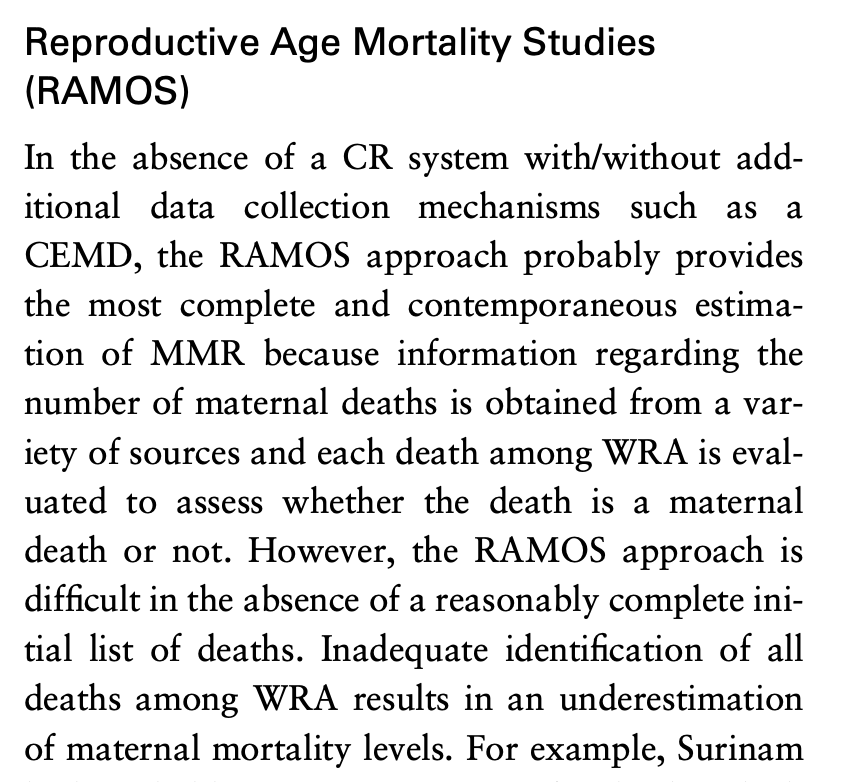 Reproductive Age Mortality Studies
(RAMOS)
In the absence of a CR system with/without add-
itional data collection mechanisms such as a
CEMD, the RAMOS approach probably provides
the most complete and contemporaneous estima-
tion of MMR because information regarding the
number of maternal deaths is obtained from a var-
iety of sources and each death among WRA is eval-
uated to assess whether the death is a maternal
death or not. However, the RAMOS approach is
difficult in the absence of a reasonably complete ini-
tial list of deaths. Inadequate identification of all
deaths among WRA results in an underestimation
of maternal mortality levels. For example, Surinam